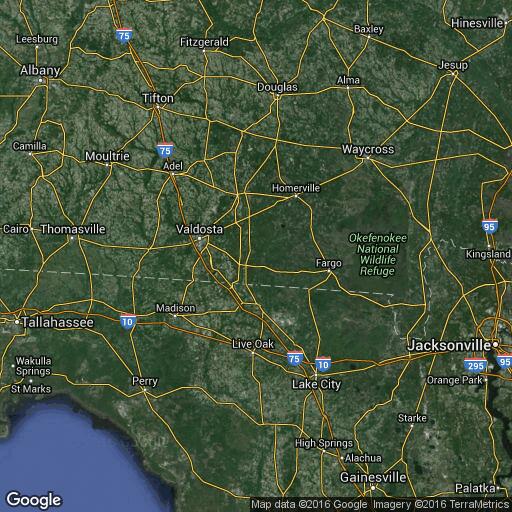 75
Hinesville
Baxley
Leesburg
Fitzgerald
Albany
Jesup
Alma
Douglas
Tifton
Camilla
75
Waycross
Moultrie
Adel
Homerville
Cairo
Thomasville
Valdosta
95
Okefenokee
National
Wildlife
Refuge
Kingsland
Fargo
Madison
10
Tallahassee
Live Oak
Jacksonville
75
10
295
95
Wakulla
Springs
St Marks
Perry
Lake City
Orange Park
Starke
High Springs
Alachua
Gainesville
Palatka
Google
Map data ©2016 Google Imagery ©2016 TerraMetrics